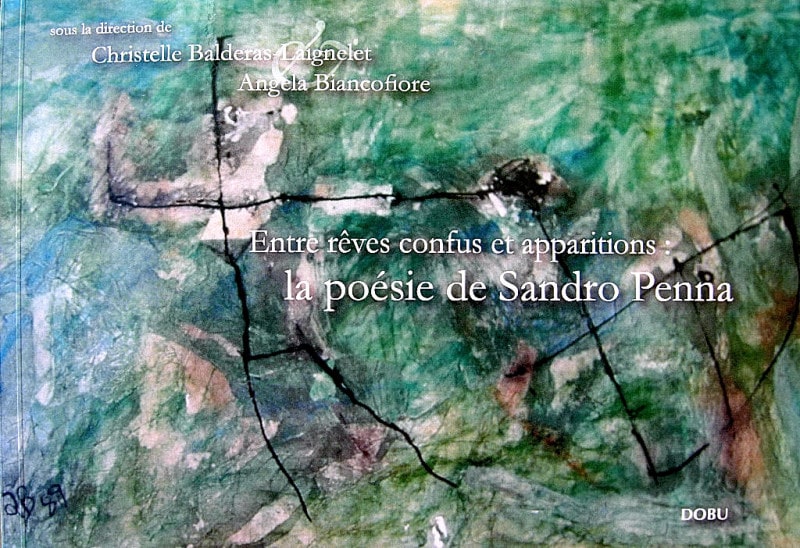 sous la direction de
Christelle Balderas-Laignelet
&
Angela Biancofiore
Entre rêves confus et apparitions :
la poésie de Sandro Penna
DOBU